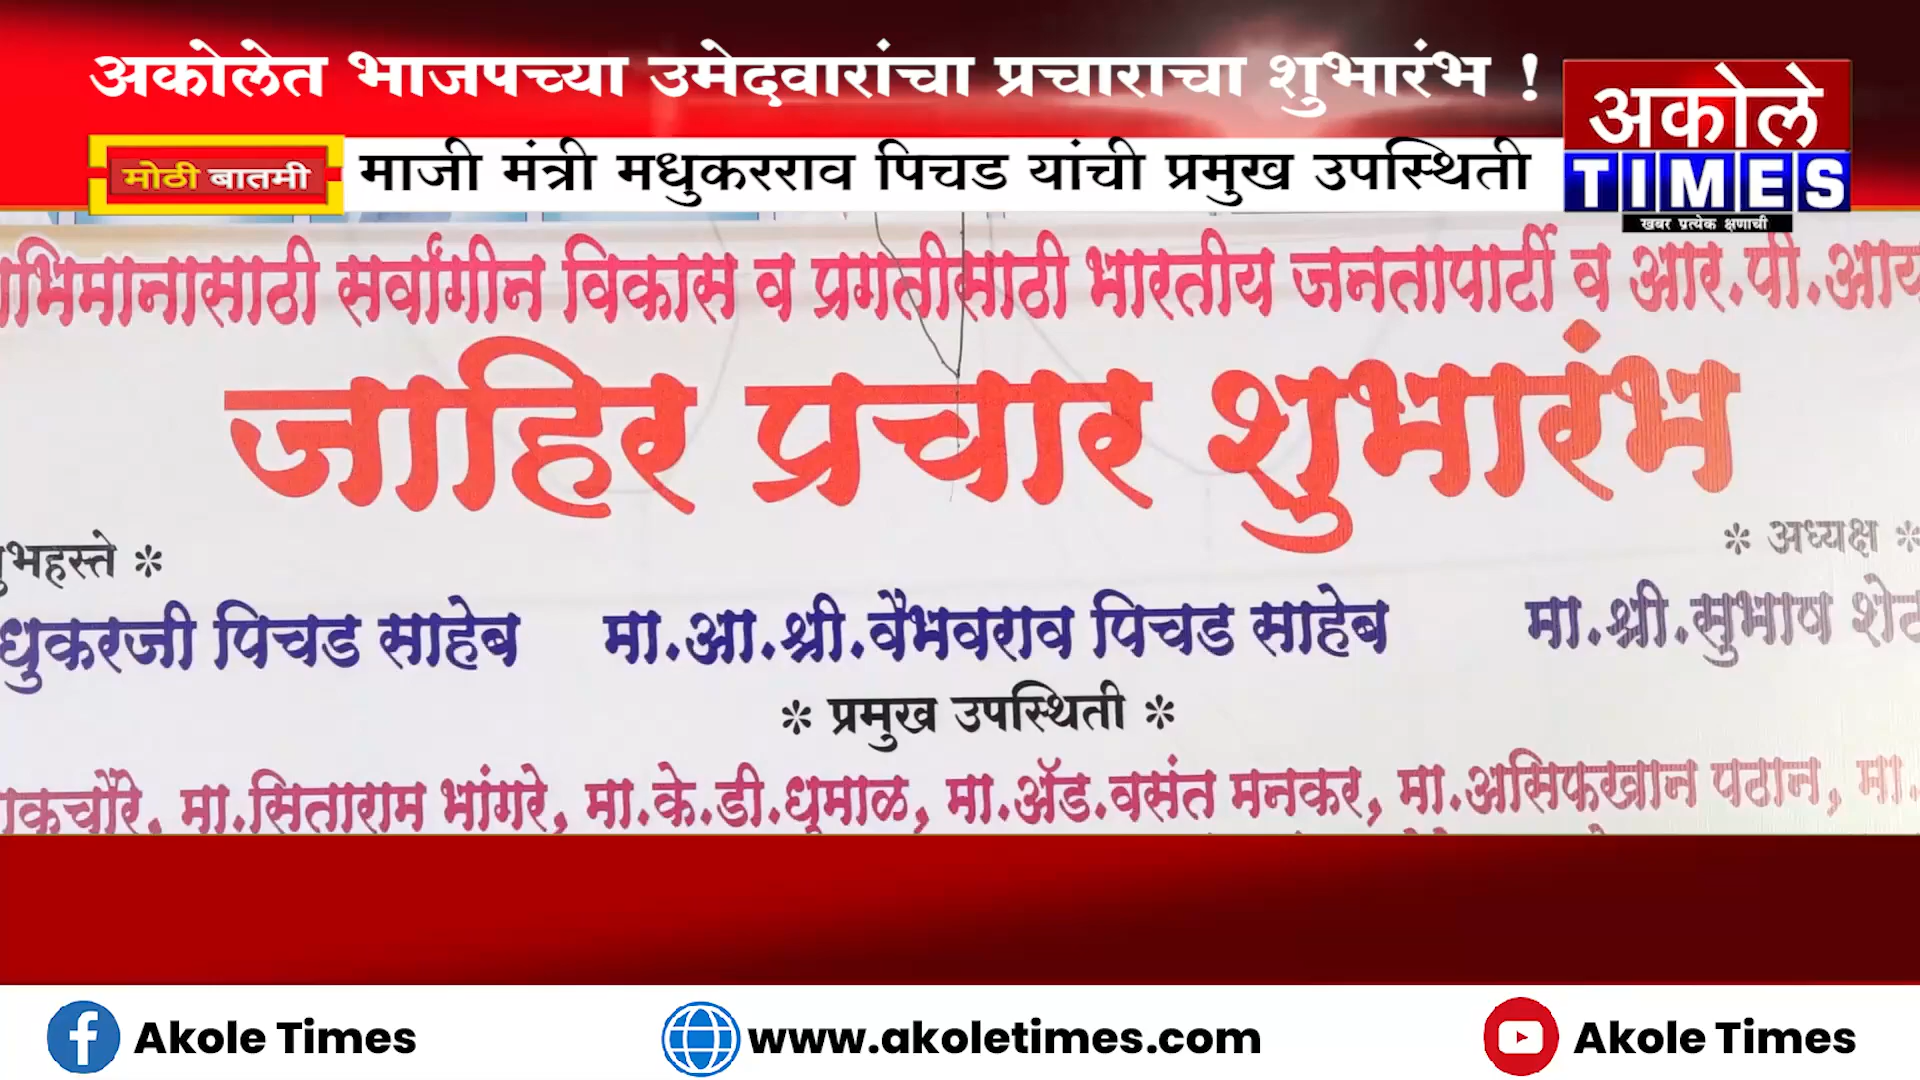 अकोलेत भाजपच्या उमेदवारांचा प्रचाराचा शुभारंभ !
मोठी बातमी
माजी मंत्री मधुकरराव पिचड यांची प्रमुख उपस्थिती
अकोले
TIMES
खबर प्रत्येक क्षणाची
भिमानासाठी सर्वांगीन विकास व प्रगतीसाठी भारतीय जनतापार्टी व आर.पी.आय
जाहिर प्रचार शुभारंभ
भहस्ते * * अध्यक्ष *
धुकरजी पिचड साहेब मा.आ.श्री.वैभवराव पिचड साहेब मा.श्री.सुभाष शेट
* प्रमुख उपस्थिती *
कचौरे, मा.सिताराम भांगरे, मा.के.डी.धुमाळ, मा.ॲड.वसंत मनकर, मा.असिफखान पठान, मा.
Akole Times www.akoletimes.com Akole Times